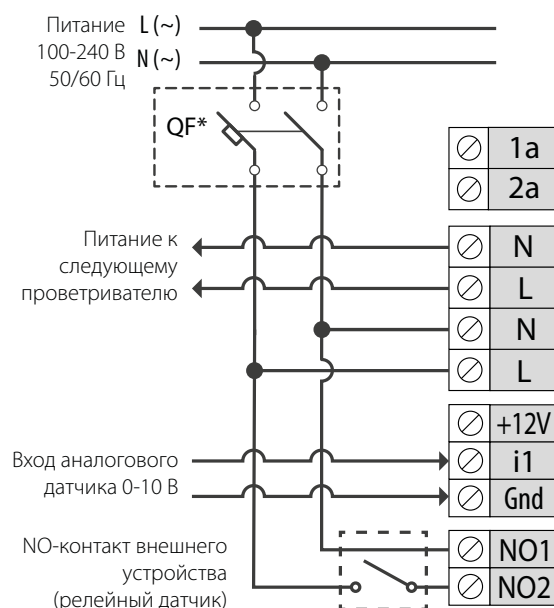 Питание L (~)
100-240 В N (~)
50/60 Гц
QF*
1a
2a
Питание к
следующему
проветривателю
N
L
N
L
+12V
Вход аналогового
датчика 0-10 В
i1
Gnd
NO-контакт внешнего
устройства
(релейный датчик)
NO1
NO2